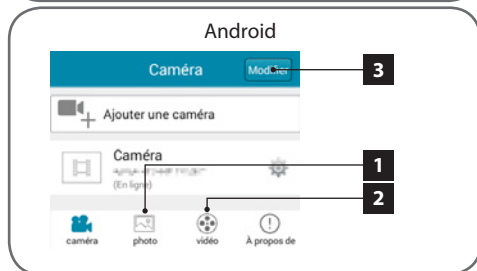 Android
Caméra Modifier 3
Ajouter une caméra
Caméra
(En ligne)
1
2
caméra photo vidéo À propos de